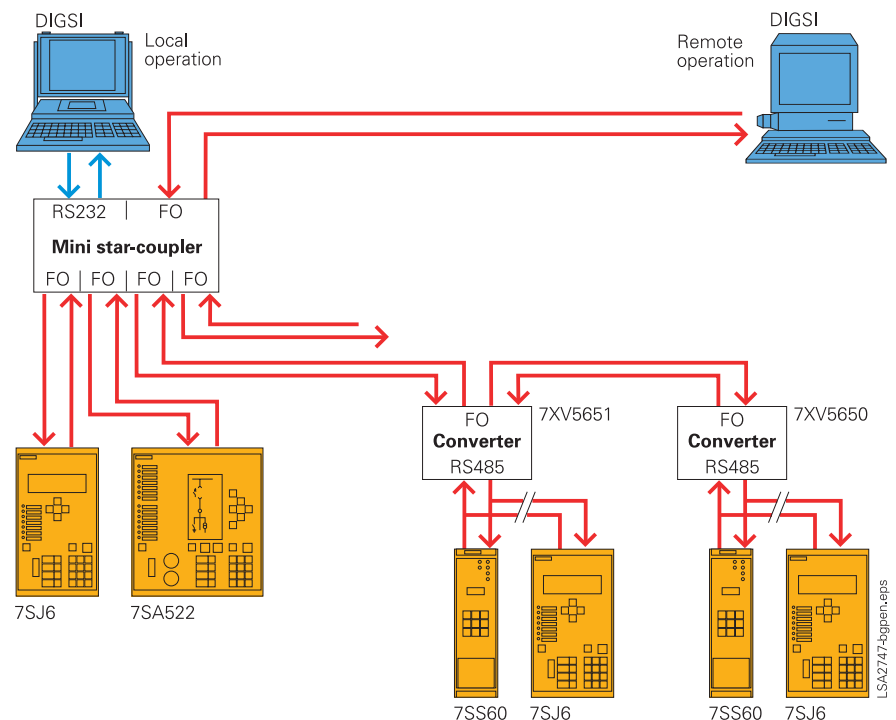 DIGSI
Local
operation
DIGSI
Remote
operation
RS232 | FO
Mini star-coupler
FO | FO | FO | FO
FO
Converter
RS485
7XV5651
FO
Converter
RS485
7XV5650
7SJ6
7SA522
7SS60
7SJ6
7SS60
7SJ6
LSA2747-bgpen.eps